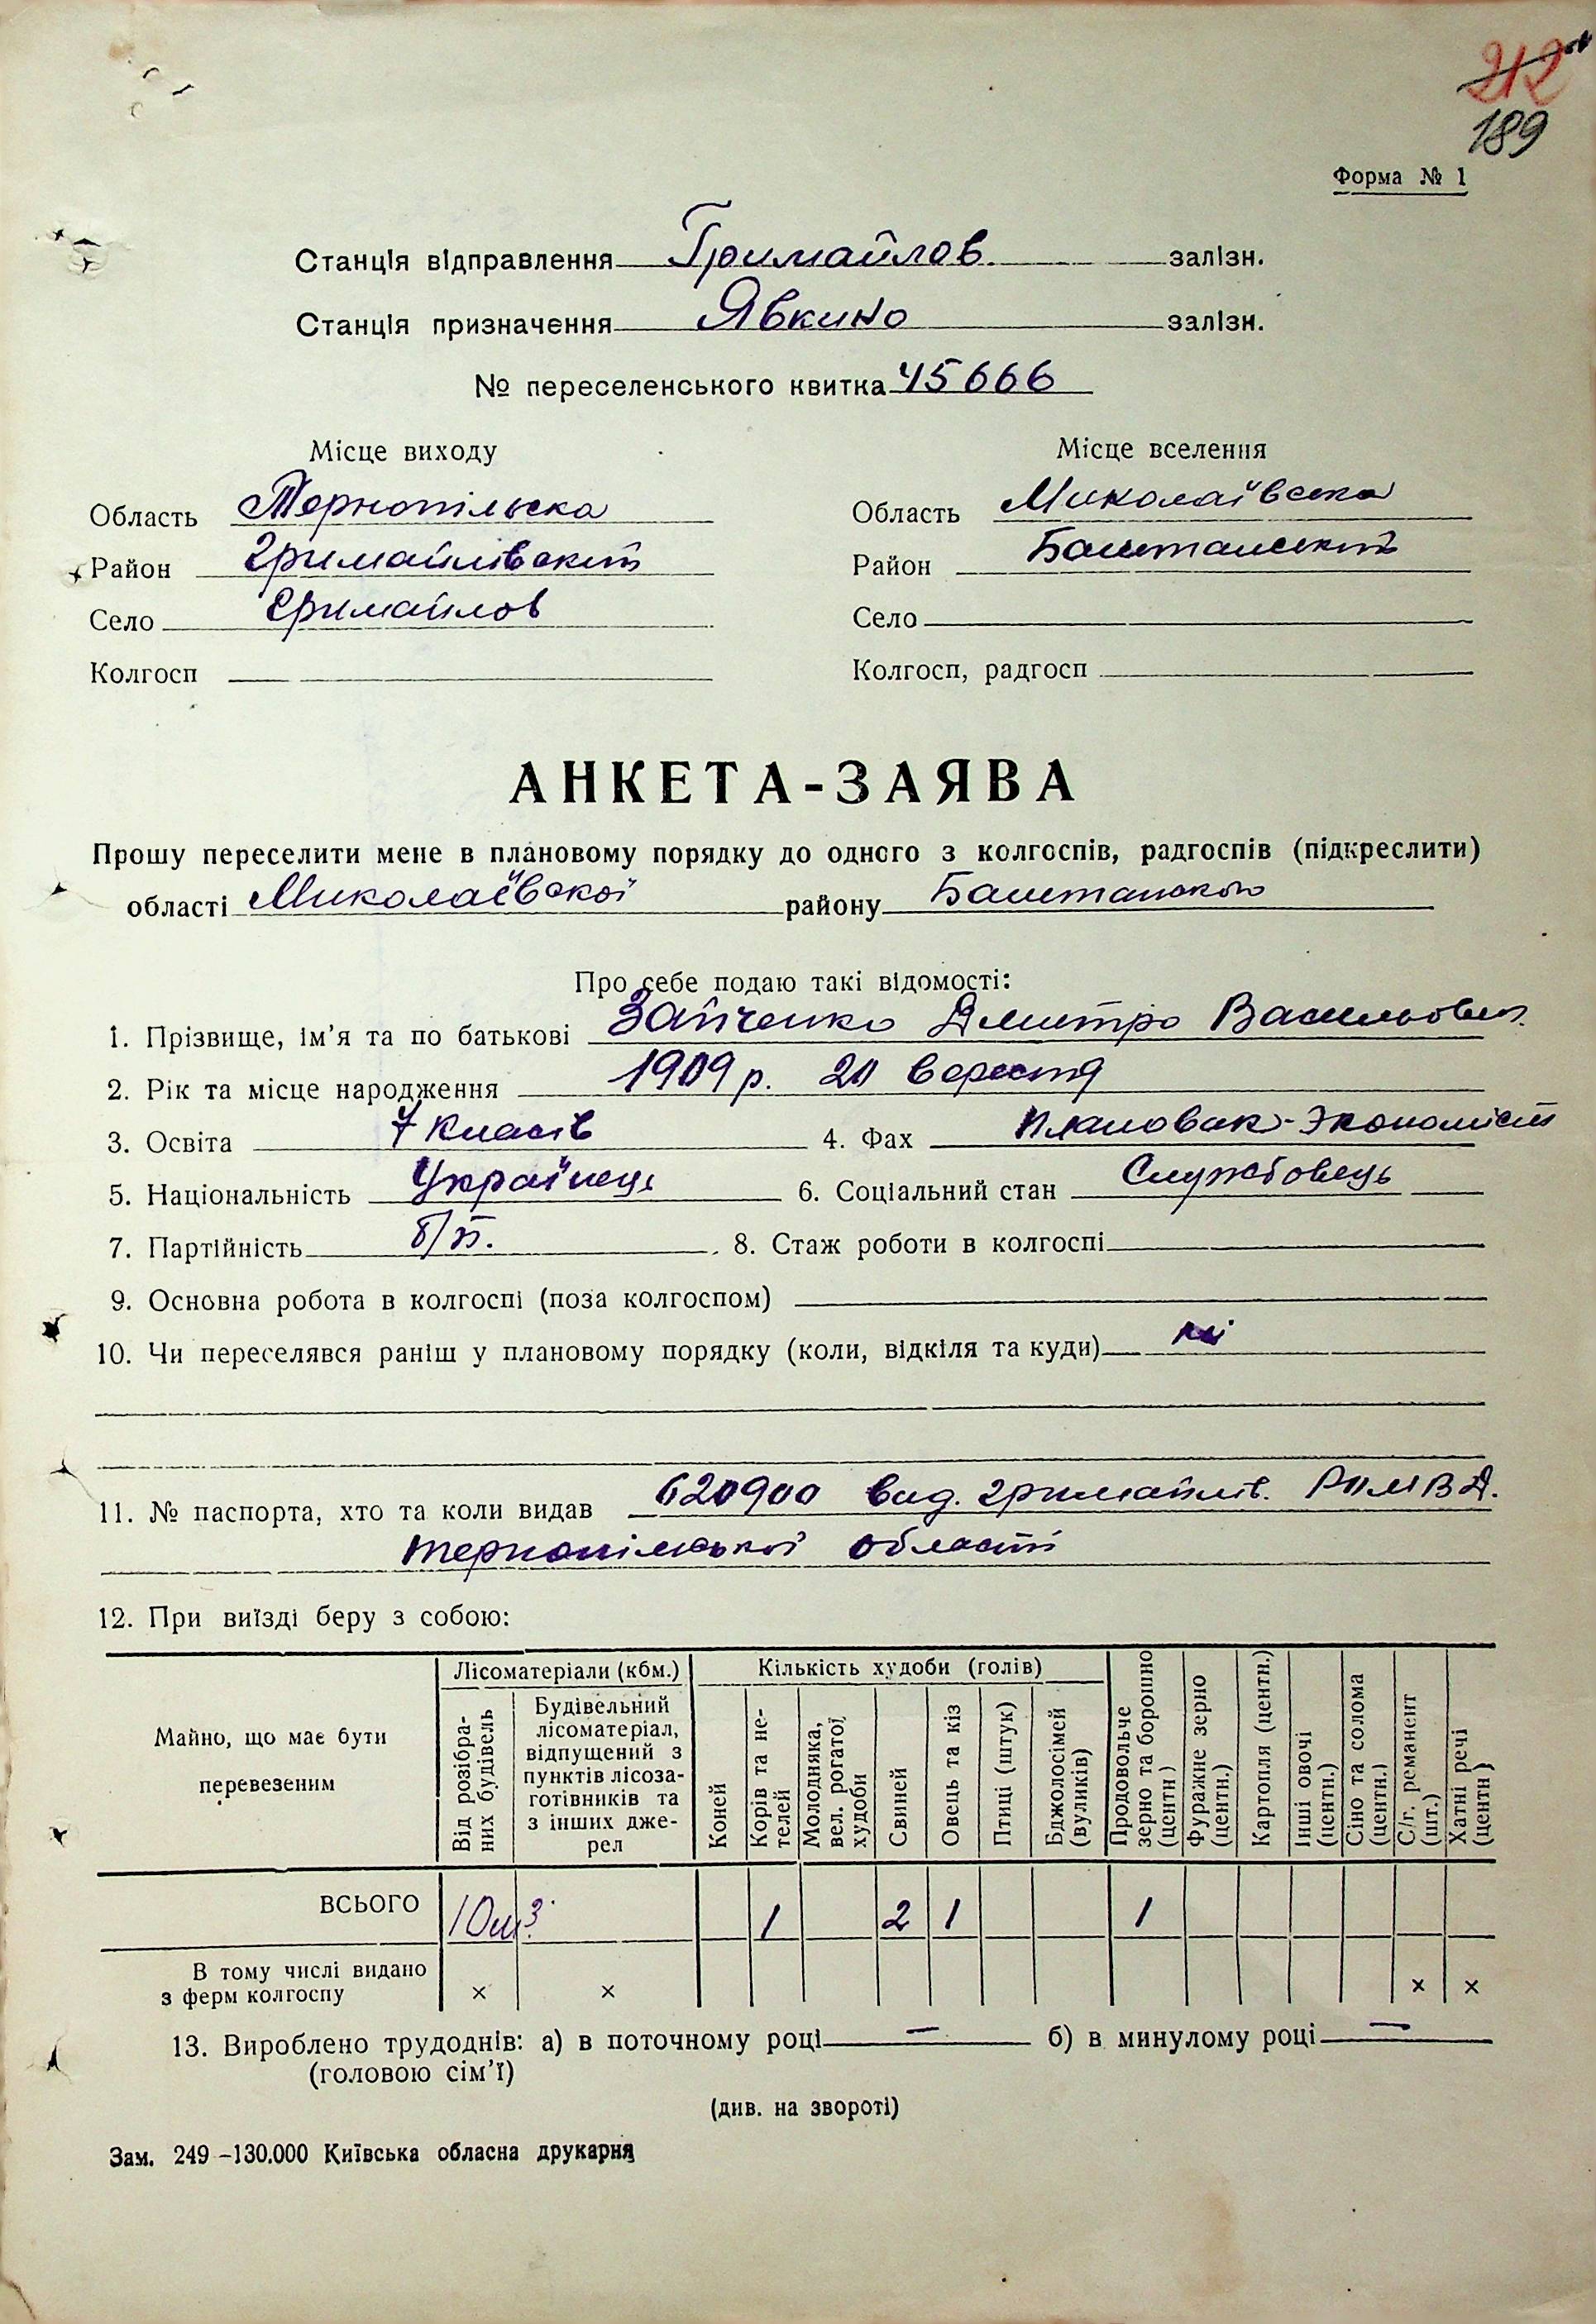 212
189
Форма № 1
Станція відправлення Гримайлов залізн.
Станція призначення Явкино залізн.
№ переселенського квитка 45666
Місце виходу Місце вселення
Область Тернопільска Область Миколаївска
Район Гримайлівский Район Баштанський
Село Гримайлов Село
Колгосп Колгосп, радгосп
АНКЕТА-ЗАЯВА
Прошу переселити мене в плановому порядку до одного з колгоспів, радгоспів (підкреслити)
області Миколаївскої району Баштанского
Про себе подаю такі відомості:
1. Прізвище, ім'я та по батькові Зайченко Дмитро Васильович
2. Рік та місце народження 1909 р. 20 вересня
3. Освіта 7 класів 4. Фах Плановик-Экономіст
5. Національність Українець 6. Соціальний стан Службовець
7. Партійність б/п. 8. Стаж роботи в колгоспі
9. Основна робота в колгоспі (поза колгоспом)
10. Чи переселявся раніш у плановому порядку (коли, відкіля та куди) ні
11. № паспорта, хто та коли видав 620900 вид. Гримайлів. РОМВД.
Тернопільської області
12. При виїзді беру з собою:
Майно, що має бути перевезеним
Лісоматеріали (кбм.) Кількість худоби (голів)
Від розібраних будівель
Будівельний лісоматеріал, відпущений з пунктів лісозаготівників та з інших джерел
Коней
Корів та нетелей
Молодняка, вел. рогатої худоби
Свиней
Овець та кіз
Птиці (штук)
Бджолосімей (вуликів)
Продовольче зерно та борошно (центн)
Фуражне зерно (центн.)
Картопля (центн.)
Інші овочі (центн.)
Сіно та солома (центн.)
С/г. реманент (шт.)
Хатні речі (центн)
ВСЬОГО 10м3 1 2 1 1
В тому числі видано з ферм колгоспу × × × ×
13. Вироблено трудоднів: а) в поточному році — б) в минулому році —
(головою сім'ї)
(див. на звороті)
Зам. 249 –130.000 Київська обласна друкарня